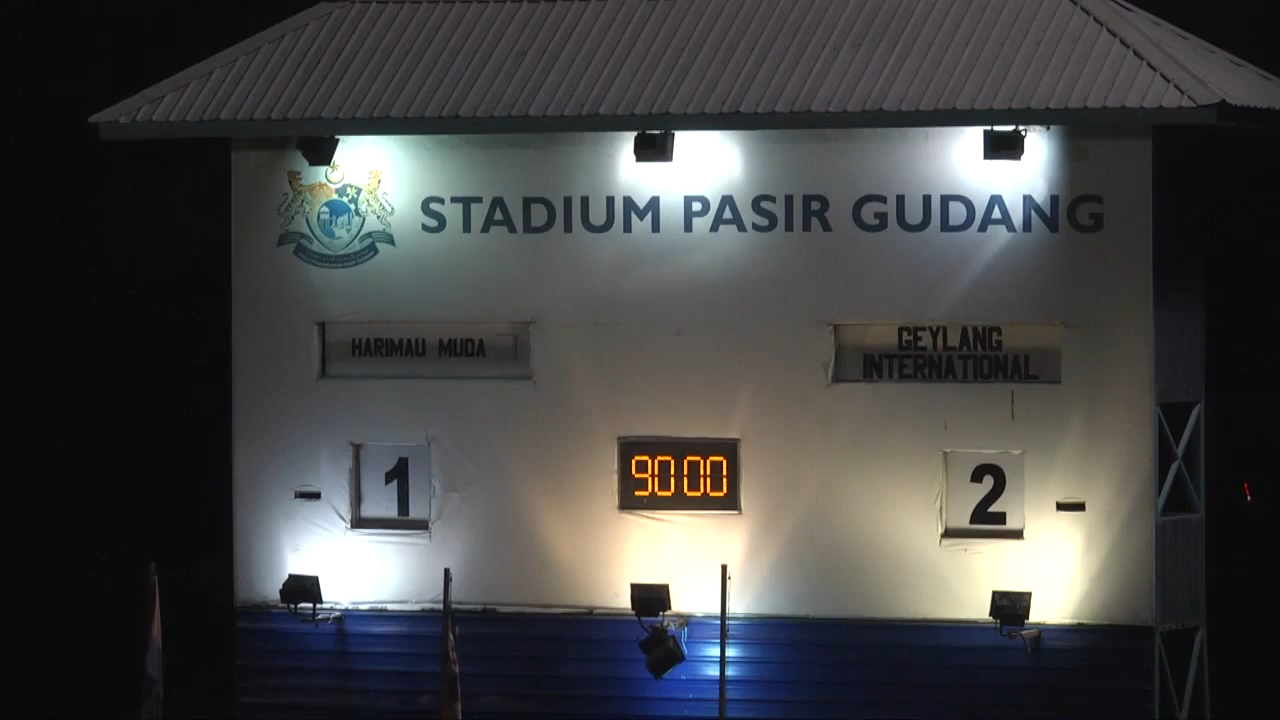 STADIUM PASIR GUDANG
HARIMAU MUDA
GEYLANG
INTERNATIONAL
1
90 00
2